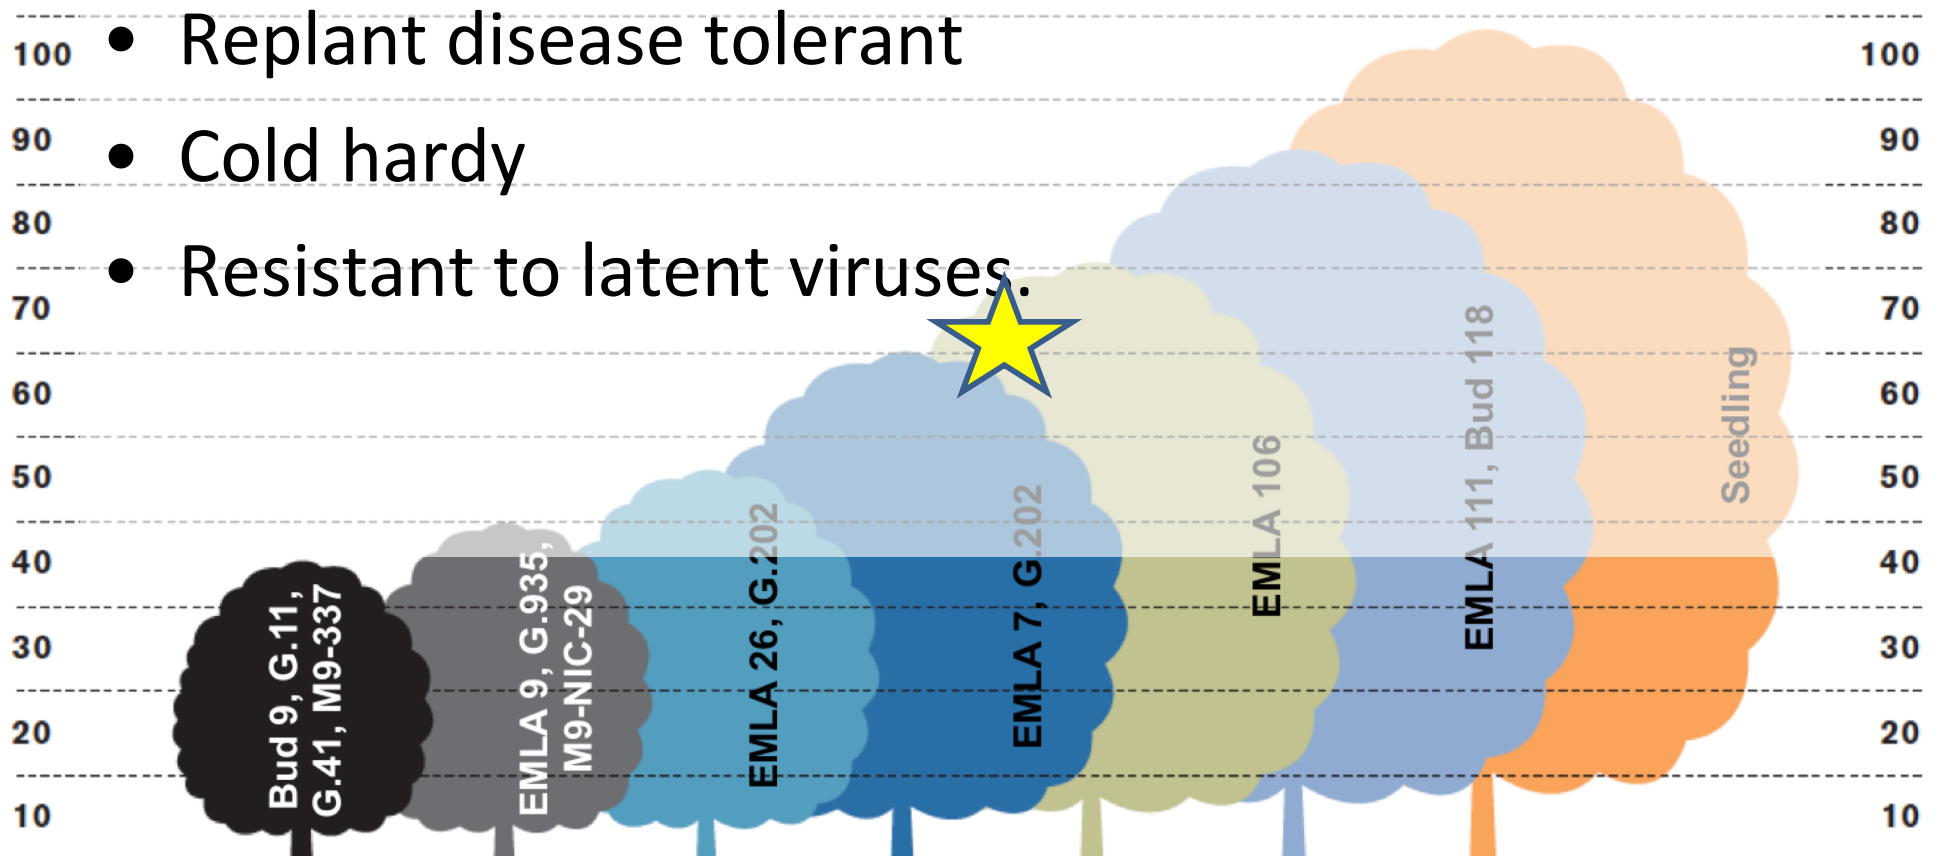 • Replant disease tolerant
• Cold hardy
• Resistant to latent viruses.
100
90
80
70
60
50
40
30
20
10
Bud 9, G.11,
G.41, M9-337
EMLA 9, G.935,
M9-NIC-29
EMLA 26, G.202
EMLA 7, G.202
EMLA 106
EMLA 111, Bud 118
Seedling
100
90
80
70
60
50
40
30
20
10